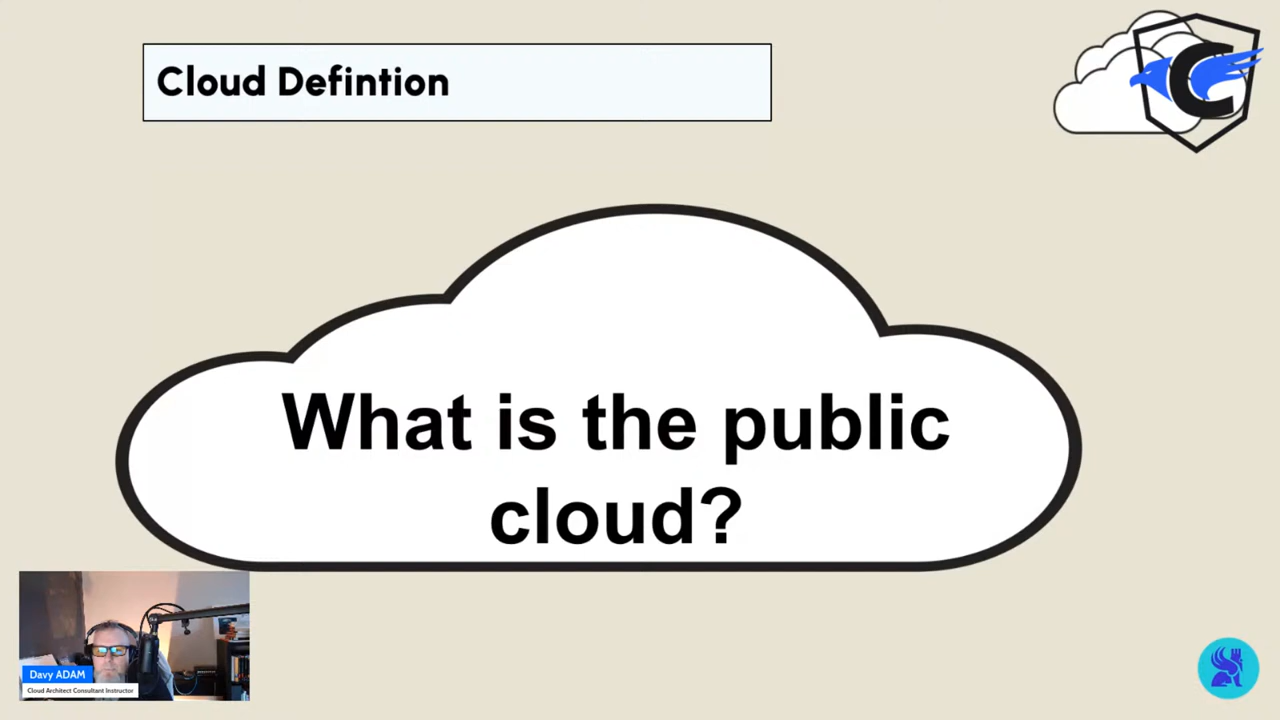 Cloud Defintion
C
What is the public
cloud?
Davy ADAM
Cloud Architect Consultant Instructor